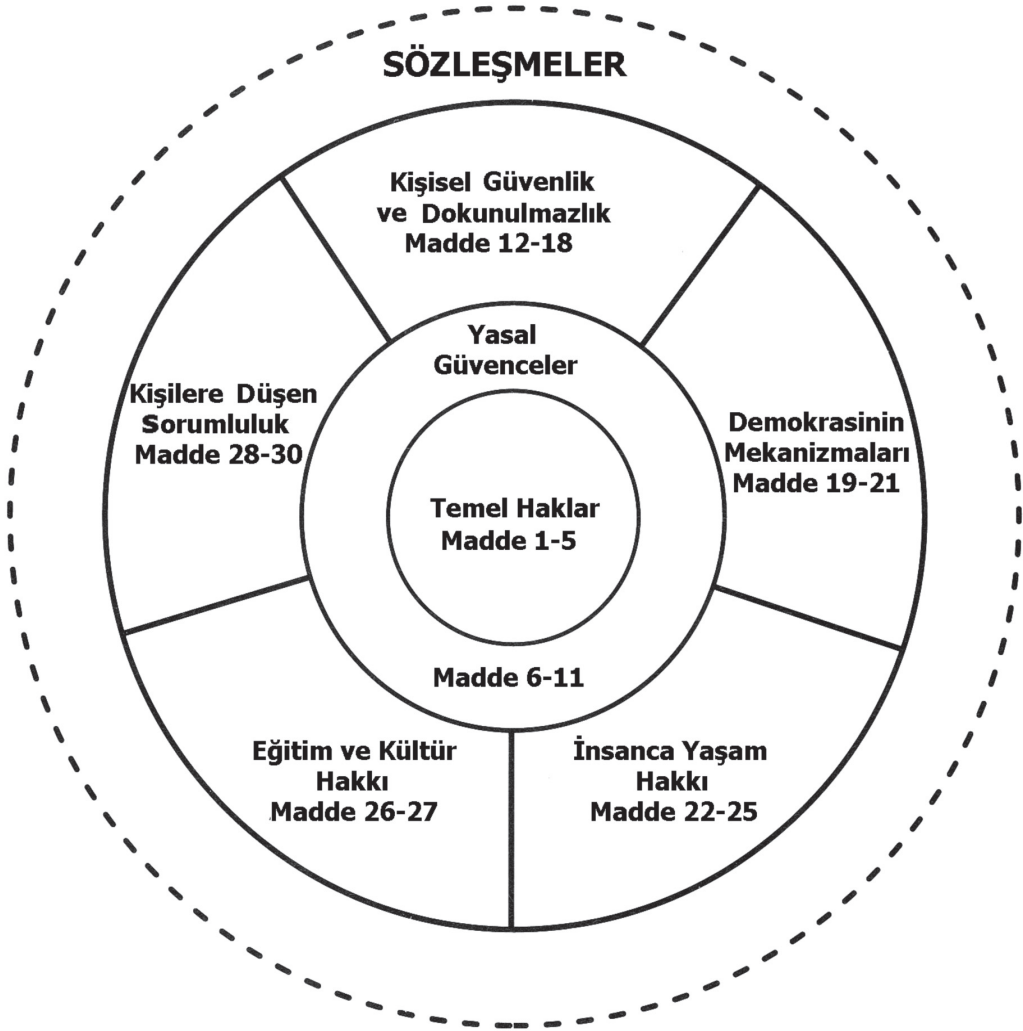 SÖZLEŞMELER
Kişisel Güvenlik
ve Dokunulmazlık
Madde 12-18
Yasal
Güvenceler
Kişilere Düşen
Sorumluluk
Madde 28-30
Demokrasinin
Mekanizmaları
Madde 19-21
Temel Haklar
Madde 1-5
Madde 6-11
Eğitim ve Kültür
Hakkı
Madde 26-27
İnsanca Yaşam
Hakkı
Madde 22-25